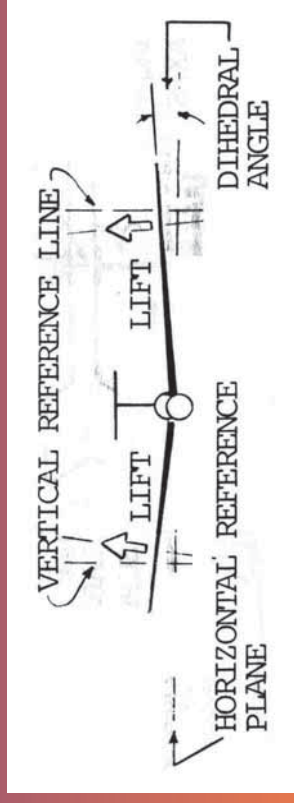 VERTICAL REFERENCE LINE
LIFT
LIFT
HORIZONTAL REFERENCE
PLANE
DIHEDRAL
ANGLE